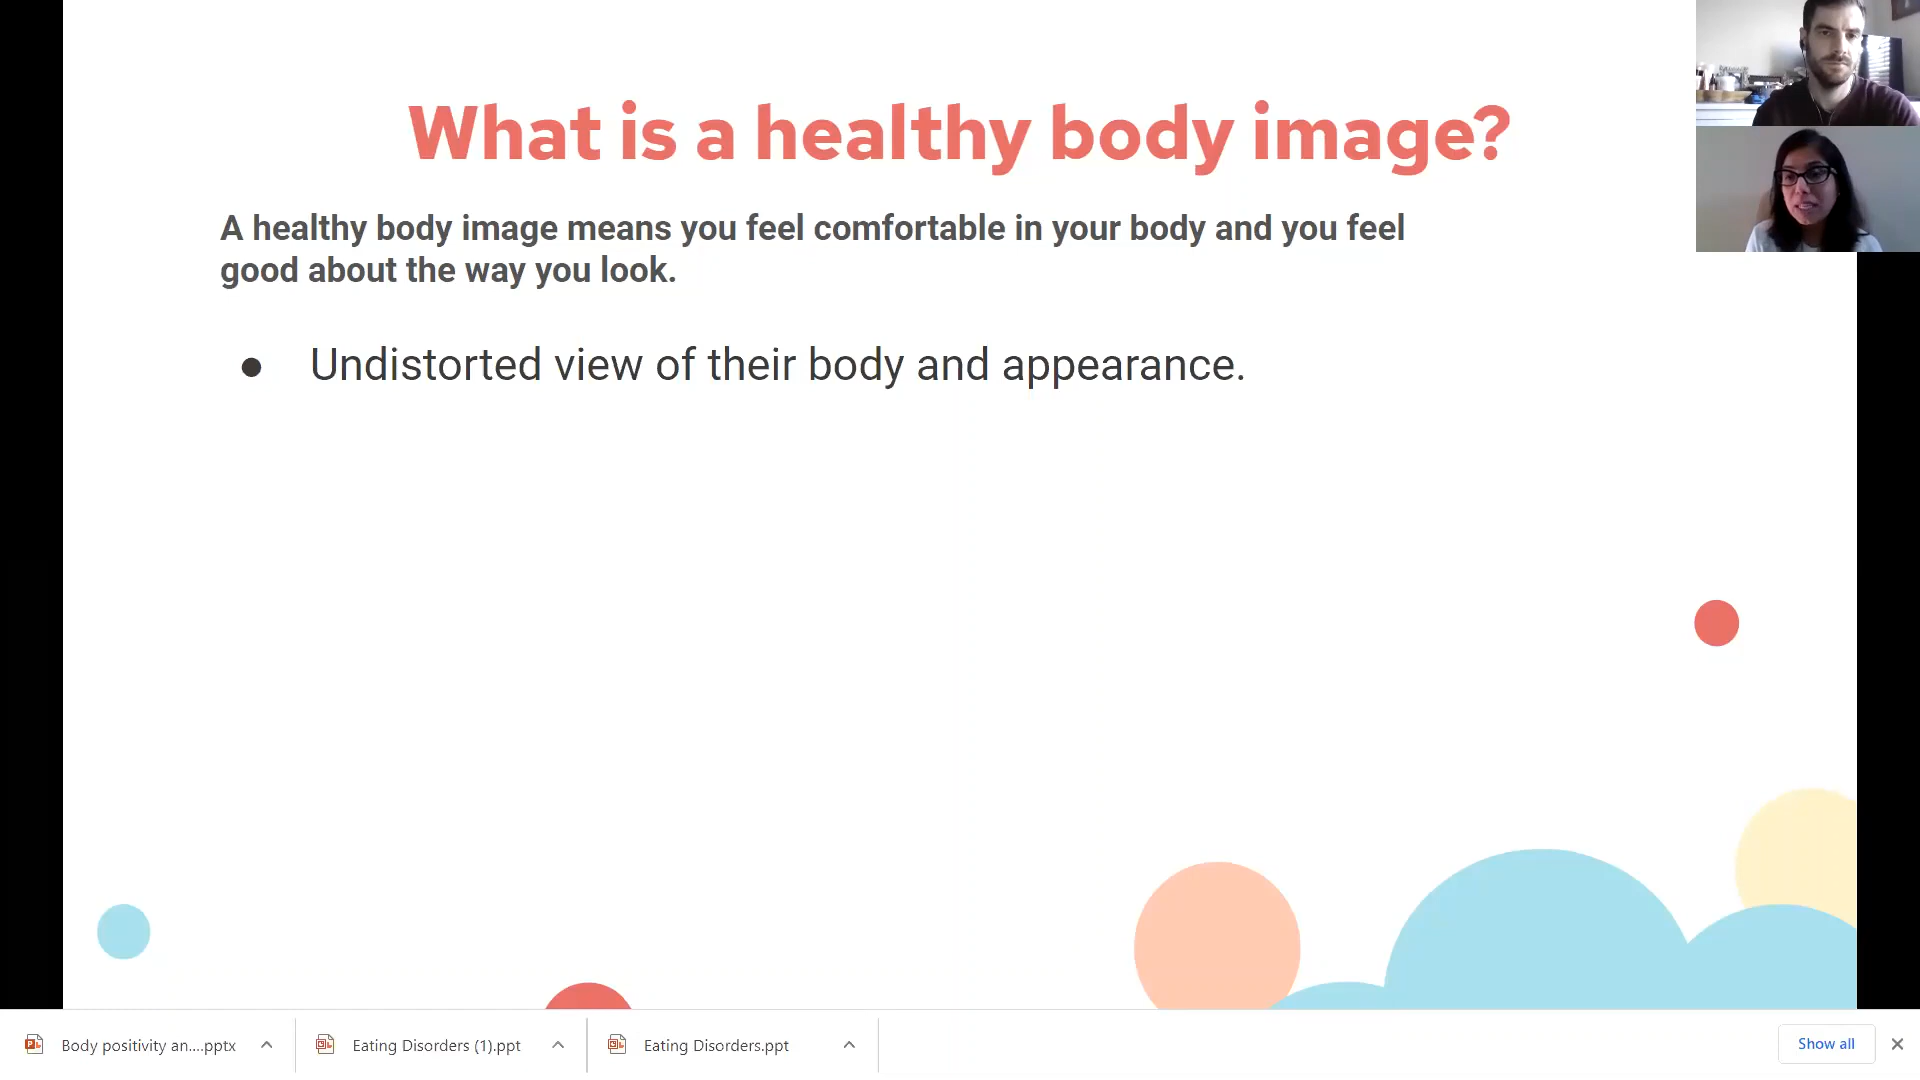 What is a healthy body image?
A healthy body image means you feel comfortable in your body and you feel
good about the way you look.
● Undistorted view of their body and appearance.
Body positivity an....pptx
Eating Disorders (1).ppt
Eating Disorders.ppt
Show all